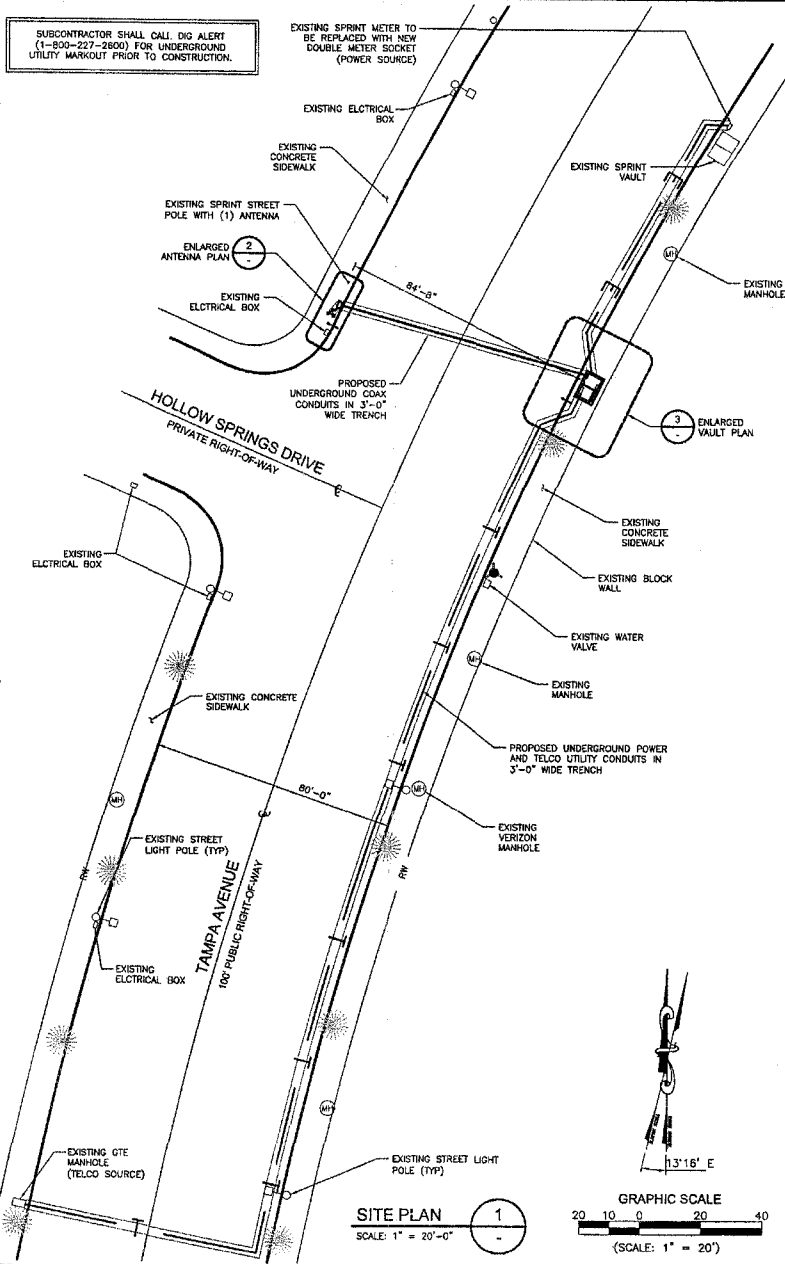 SUBCONTRACTOR SHALL CALL DIG ALERT
(1-800-227-2600) FOR UNDERGROUND
UTILITY MARKOUT PRIOR TO CONSTRUCTION.
EXISTING SPRINT METER TO
BE REPLACED WITH NEW
DOUBLE METER SOCKET
(POWER SOURCE)
EXISTING ELCTRICAL
BOX
EXISTING
CONCRETE
SIDEWALK
EXISTING SPRINT
VAULT
EXISTING SPRINT STREET
POLE WITH (1) ANTENNA
ENLARGED
ANTENNA PLAN
2
-
EXISTING
ELCTRICAL BOX
84'-8"
MH
EXISTING
MANHOLE
PROPOSED
UNDERGROUND COAX
CONDUITS IN 3'-0"
WIDE TRENCH
HOLLOW SPRINGS DRIVE
PRIVATE RIGHT-OF-WAY
3
-
ENLARGED
VAULT PLAN
EXISTING
CONCRETE
SIDEWALK
EXISTING
ELCTRICAL BOX
EXISTING BLOCK
WALL
EXISTING WATER
VALVE
MH
EXISTING
MANHOLE
EXISTING CONCRETE
SIDEWALK
PROPOSED UNDERGROUND POWER
AND TELCO UTILITY CONDUITS IN
3'-0" WIDE TRENCH
80'-0"
MH
MH
EXISTING
VERIZON
MANHOLE
EXISTING STREET
LIGHT POLE (TYP)
RW
RW
TAMPA AVENUE
100' PUBLIC RIGHT-OF-WAY
EXISTING
ELCTRICAL BOX
MH
EXISTING GTE
MANHOLE
(TELCO SOURCE)
EXISTING STREET LIGHT
POLE (TYP)
13°16' E
SITE PLAN
SCALE: 1" = 20'-0"
1
-
GRAPHIC SCALE
20 10 0 20 40
(SCALE: 1" = 20')